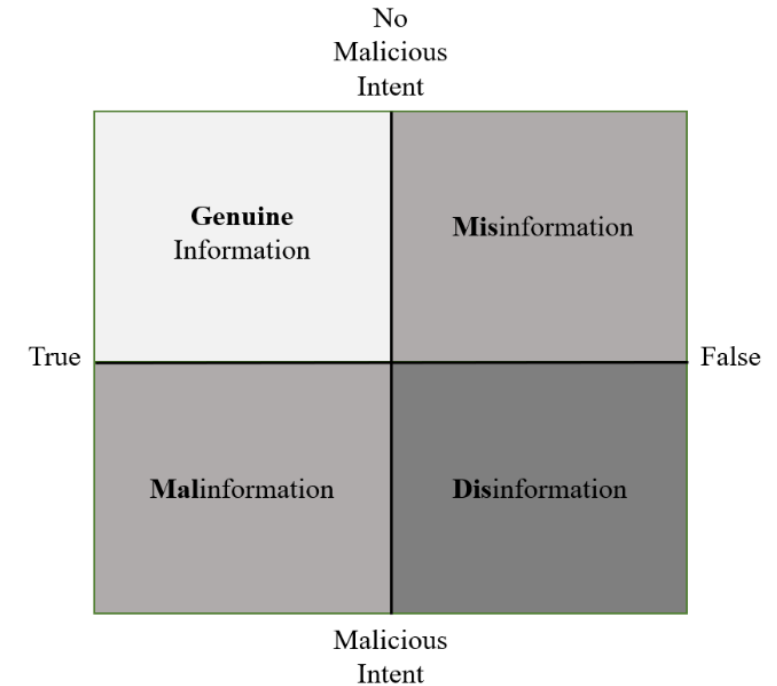 No
Malicious
Intent
Genuine
Information
Misinformation
True
False
Malinformation
Disinformation
Malicious
Intent